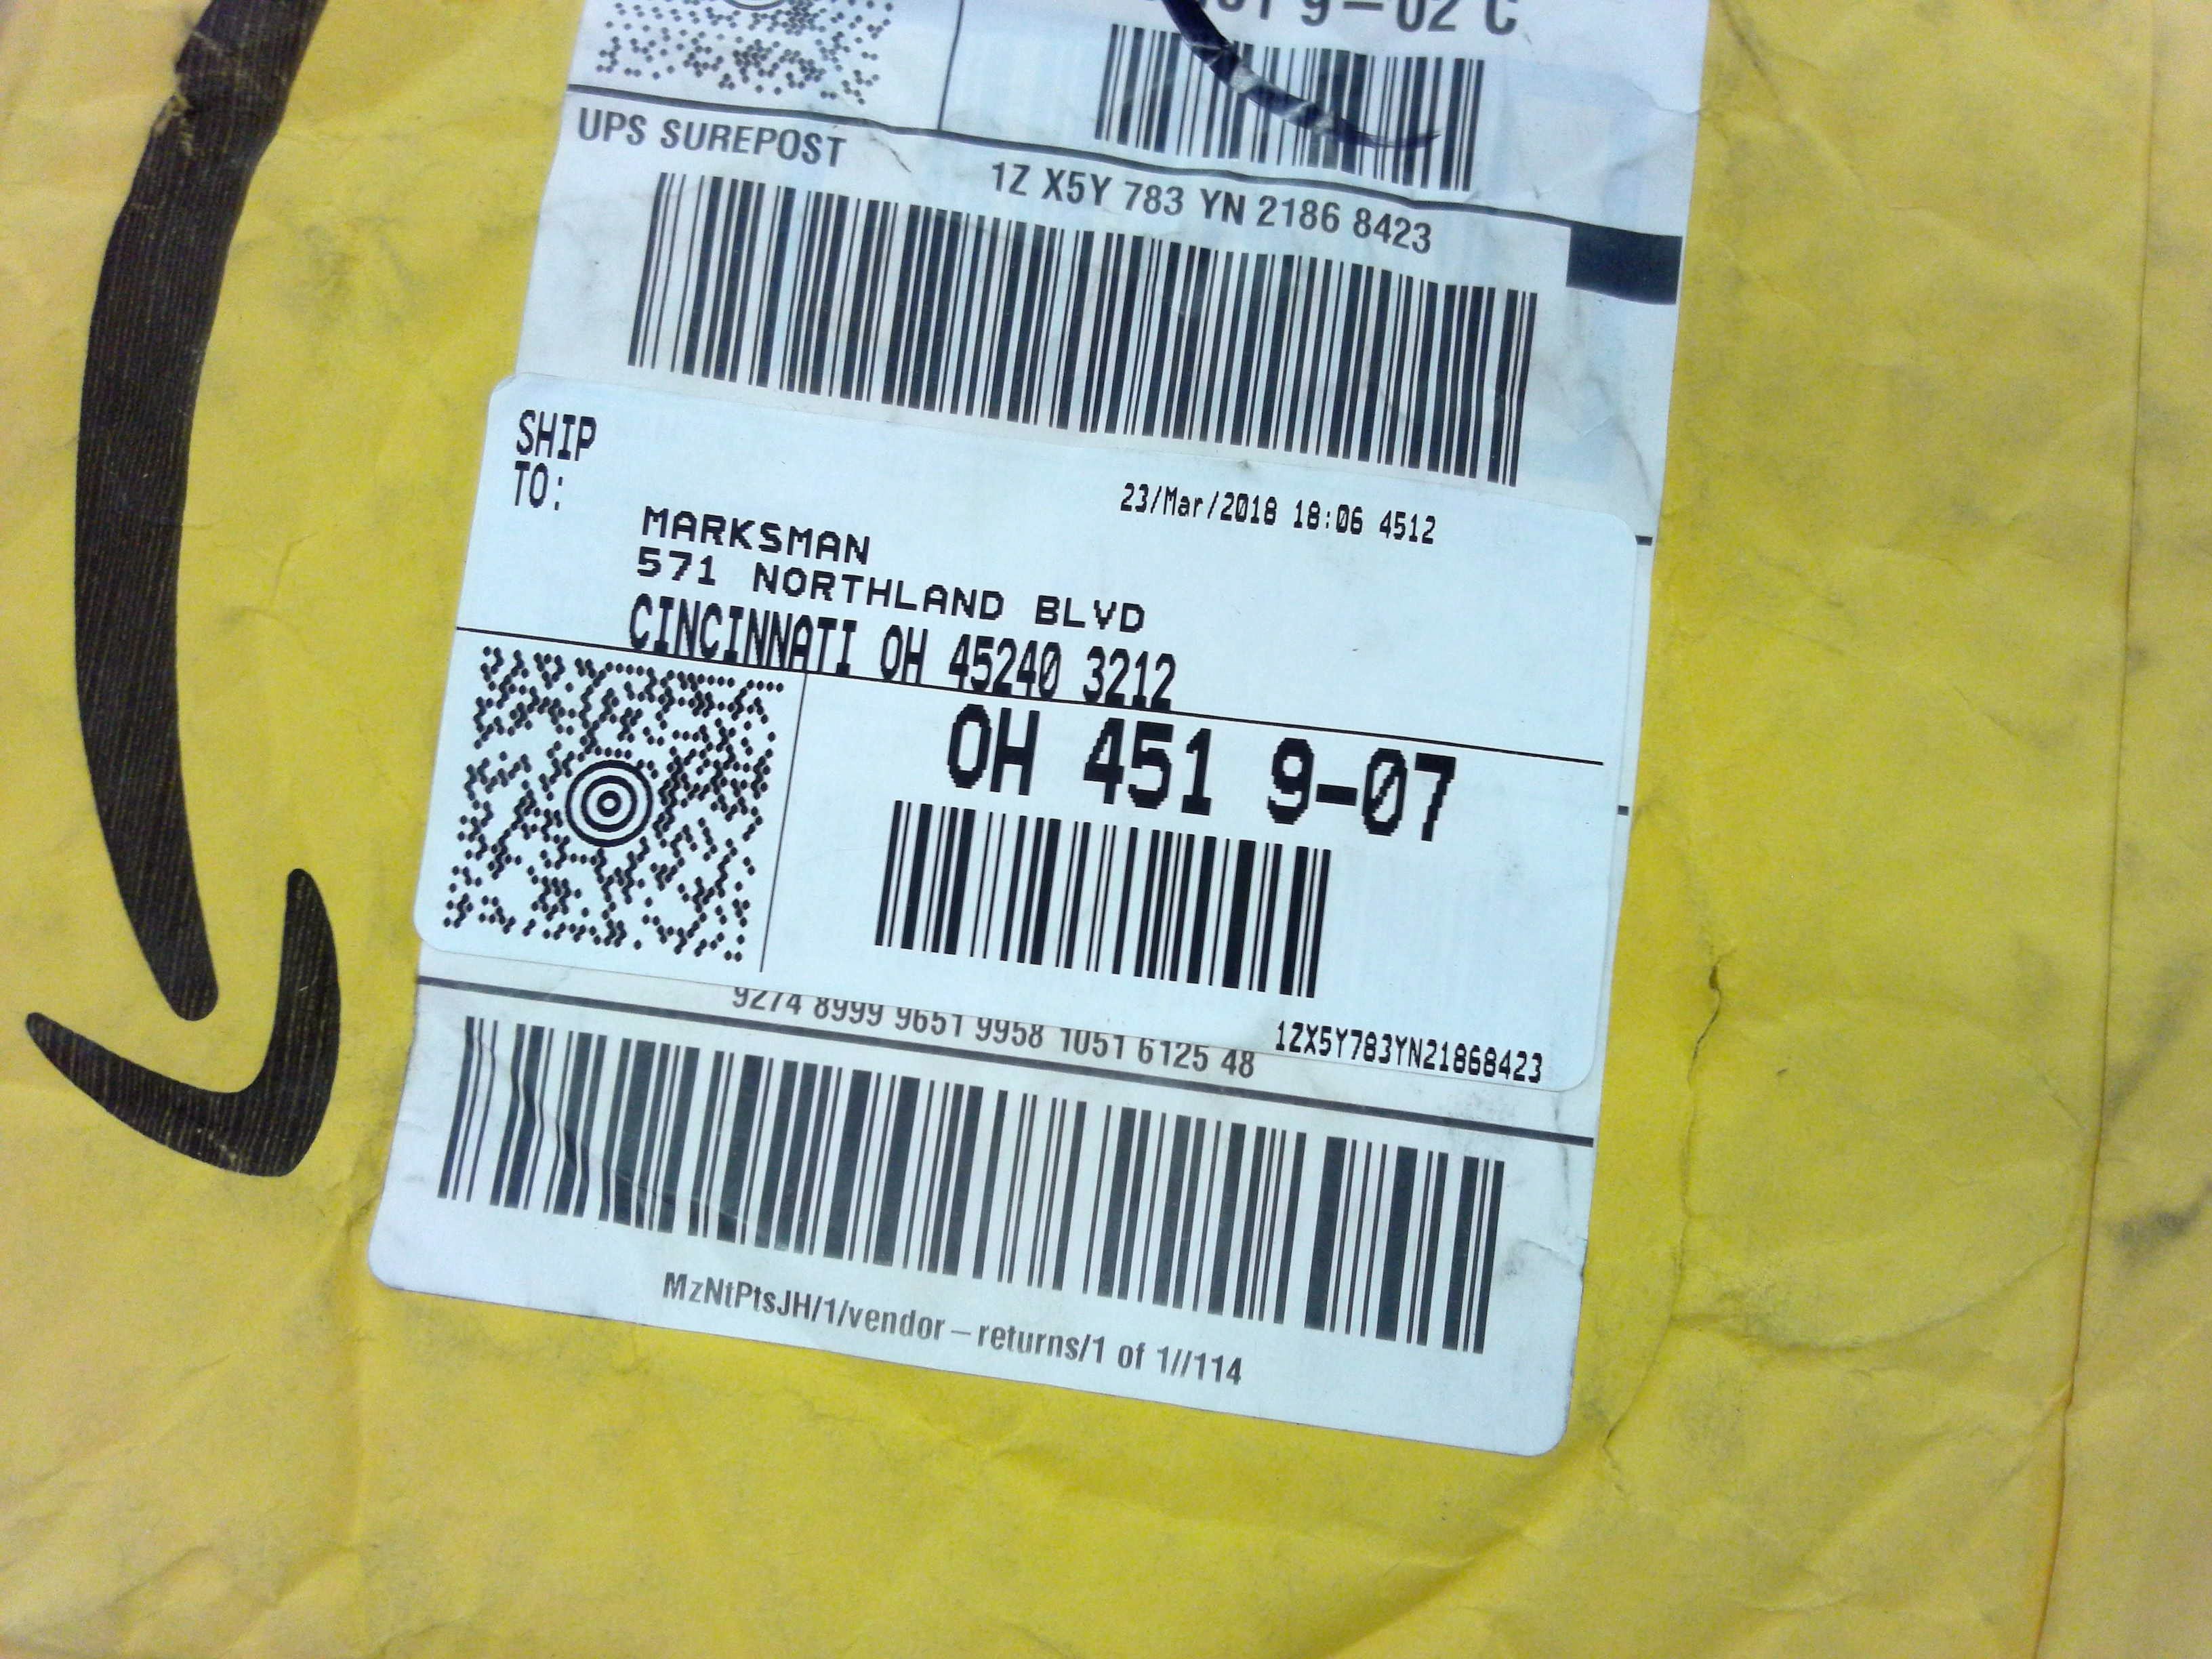 9-02 C
UPS SUREPOST
1Z X5Y 783 YN 2186 8423
SHIP
TO:
23/Mar/2018 18:06 4512
MARKSMAN
571 NORTHLAND BLVD
CINCINNATI OH 45240 3212
OH 451 9-07
1ZX5Y783YN21868423
9274 8999 9651 9958 1051 6125 48
MzNtPtsJH/1/vendor-returns/1 of 1//114